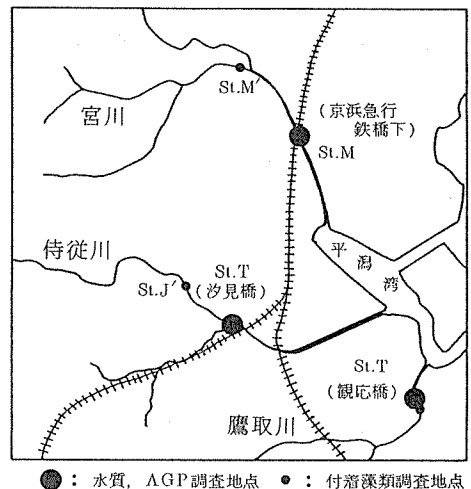 St.M′
宮川
(京浜急行
鉄橋下)
St.M
侍従川
平潟湾
St.J′
St.T
(汐見橋)
St.T
(観応橋)
鷹取川
●: 水質,AGP調査地点 •: 付着藻類調査地点